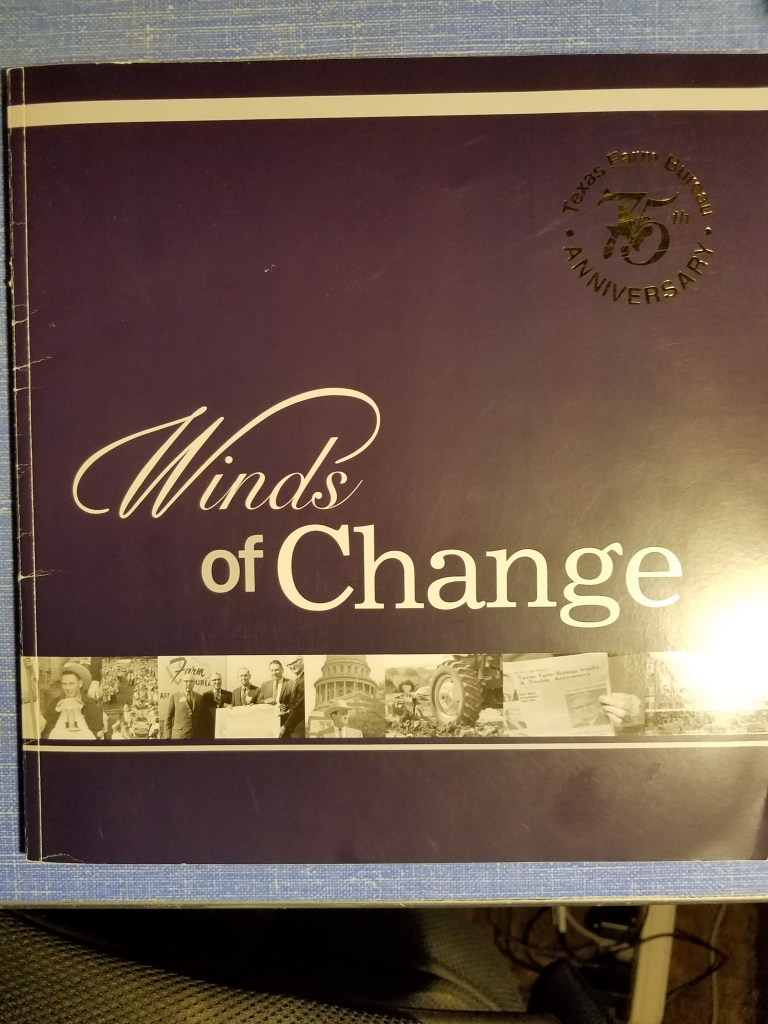 Texas Farm Bureau
75th
ANNIVERSARY
Winds
of Change
Farm
Texas Farm Bureau